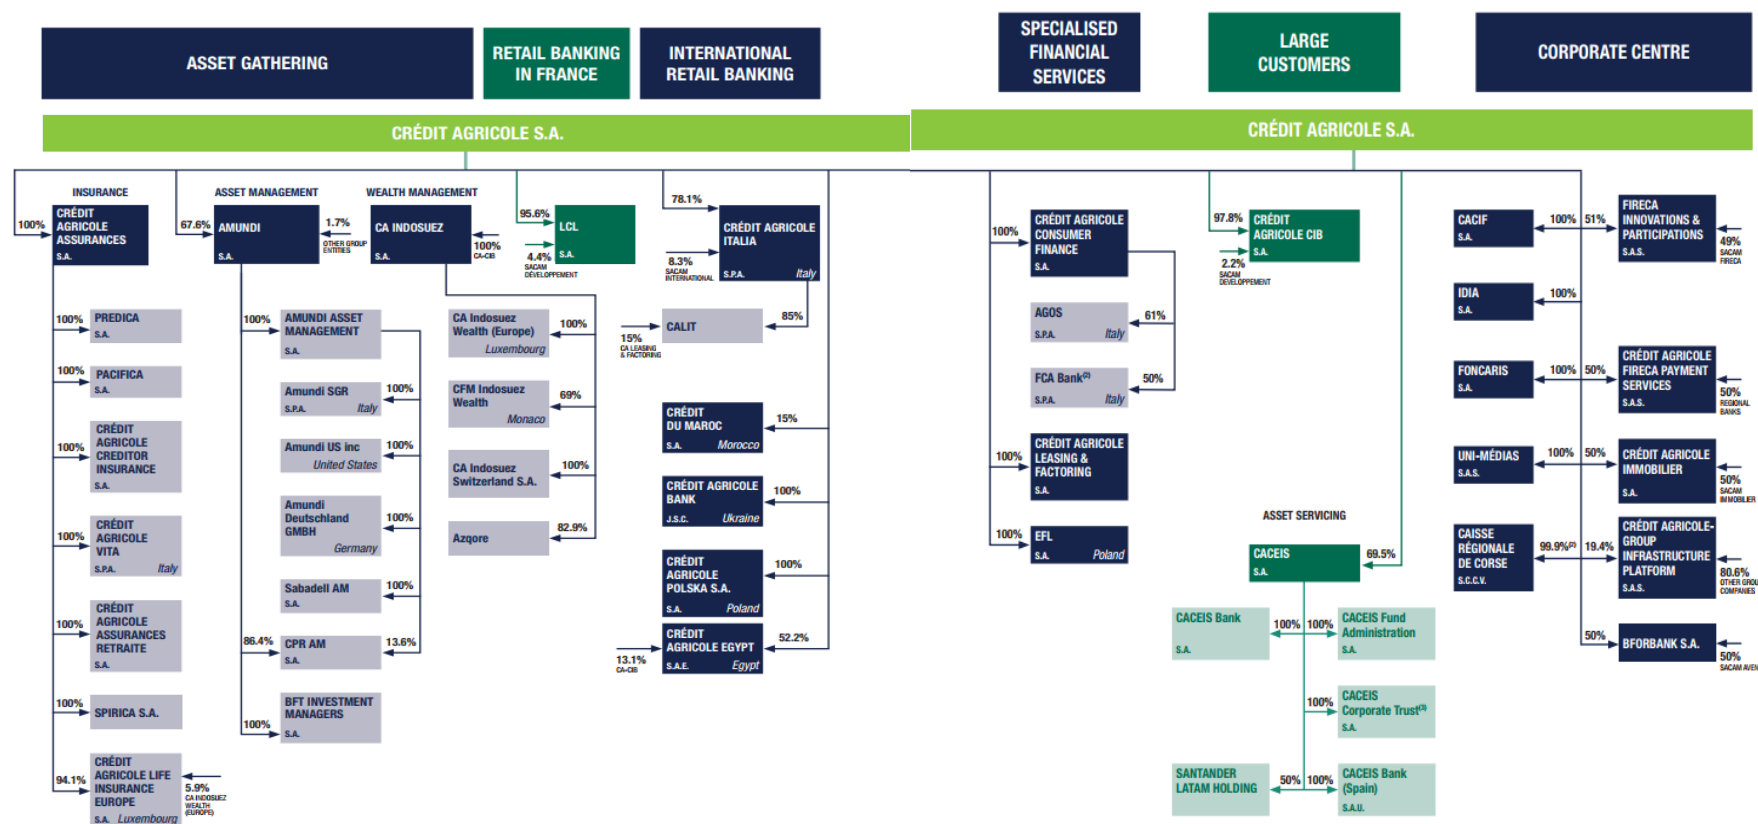 ASSET GATHERING
RETAIL BANKING
IN FRANCE
INTERNATIONAL
RETAIL BANKING
SPECIALISED
FINANCIAL
SERVICES
LARGE
CUSTOMERS
CORPORATE CENTRE
CRÉDIT AGRICOLE S.A.
CRÉDIT AGRICOLE S.A.
INSURANCE
100%
CRÉDIT
AGRICOLE
ASSURANCES
S.A.
100%
PREDICA
S.A.
100%
PACIFICA
S.A.
100%
CRÉDIT
AGRICOLE
CREDITOR
INSURANCE
S.A.
100%
CRÉDIT
AGRICOLE
VITA
S.P.A. Italy
100%
CRÉDIT
AGRICOLE
ASSURANCES
RETRAITE
S.A.
100%
SPIRICA S.A.
94.1%
CRÉDIT
AGRICOLE LIFE
INSURANCE
EUROPE
S.A. Luxembourg
5.9%
CA INDOSUEZ
WEALTH
(EUROPE)
ASSET MANAGEMENT
67.6%
AMUNDI
S.A.
1.7%
OTHER GROUP
ENTITIES
100%
AMUNDI ASSET
MANAGEMENT
S.A.
Amundi SGR
S.P.A. Italy
100%
Amundi US inc
United States
100%
Amundi
Deutschland
GMBH
Germany
100%
Sabadell AM
S.A.
100%
86.4%
CPR AM
S.A.
13.6%
100%
BFT INVESTMENT
MANAGERS
S.A.
WEALTH MANAGEMENT
CA INDOSUEZ
S.A.
100%
CA-CIB
CA Indosuez
Wealth (Europe)
Luxembourg
100%
CFM Indosuez
Wealth
Monaco
69%
CA Indosuez
Switzerland S.A.
100%
Azqore
82.9%
95.6%
LCL
S.A.
4.4%
SACAM
DÉVELOPPEMENT
78.1%
CRÉDIT AGRICOLE
ITALIA
S.P.A. Italy
8.3%
SACAM
INTERNATIONAL
CALIT
85%
15%
CA LEASING
& FACTORING
CRÉDIT
DU MAROC
S.A. Morocco
15%
CRÉDIT AGRICOLE
BANK
J.S.C. Ukraine
100%
CRÉDIT
AGRICOLE
POLSKA S.A.
S.A. Poland
100%
CRÉDIT
AGRICOLE EGYPT
S.A.E. Egypt
52.2%
13.1%
CA-CIB
100%
CRÉDIT AGRICOLE
CONSUMER
FINANCE
S.A.
AGOS
S.P.A. Italy
61%
FCA Bank(2)
S.P.A. Italy
50%
100%
CRÉDIT AGRICOLE
LEASING &
FACTORING
S.A.
100%
EFL
S.A. Poland
97.8%
CRÉDIT
AGRICOLE CIB
S.A.
2.2%
SACAM
DÉVELOPPEMENT
ASSET SERVICING
CACEIS
S.A.
69.5%
CACEIS Bank
S.A.
100%
100%
CACEIS Fund
Administration
S.A.
100%
CACEIS
Corporate Trust(3)
S.A.
SANTANDER
LATAM HOLDING
50%
100%
CACEIS Bank
(Spain)
S.A.U.
CACIF
S.A.
100%
51%
FIRECA
INNOVATIONS &
PARTICIPATIONS
S.A.S.
49%
SACAM
FIRECA
IDIA
S.A.
100%
FONCARIS
S.A.
100%
50%
CRÉDIT AGRICOLE
FIRECA PAYMENT
SERVICES
S.A.S.
50%
REGIONAL
BANKS
UNI-MÉDIAS
S.A.S.
100%
50%
CRÉDIT AGRICOLE
IMMOBILIER
S.A.
50%
SACAM
IMMOBILIER
CAISSE
RÉGIONALE
DE CORSE
S.C.C.V.
99.9%(2)
19.4%
CRÉDIT AGRICOLE-
GROUP
INFRASTRUCTURE
PLATFORM
S.A.S.
80.6%
OTHER GROU
COMPANIES
50%
BFORBANK S.A.
50%
SACAM AVEN